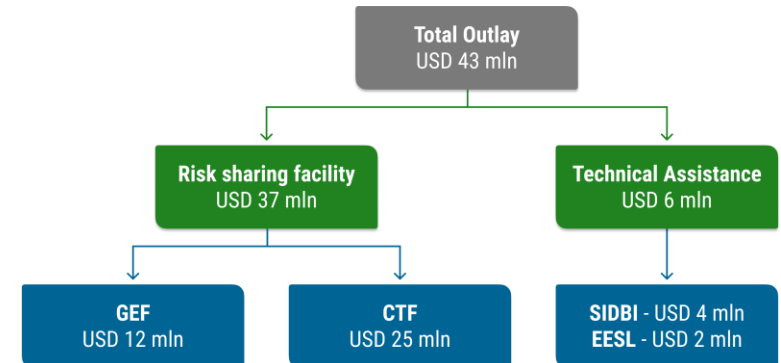 Total Outlay
USD 43 mln
Risk sharing facility
USD 37 mln
Technical Assistance
USD 6 mln
GEF
USD 12 mln
CTF
USD 25 mln
SIDBI - USD 4 mln
EESL - USD 2 mln